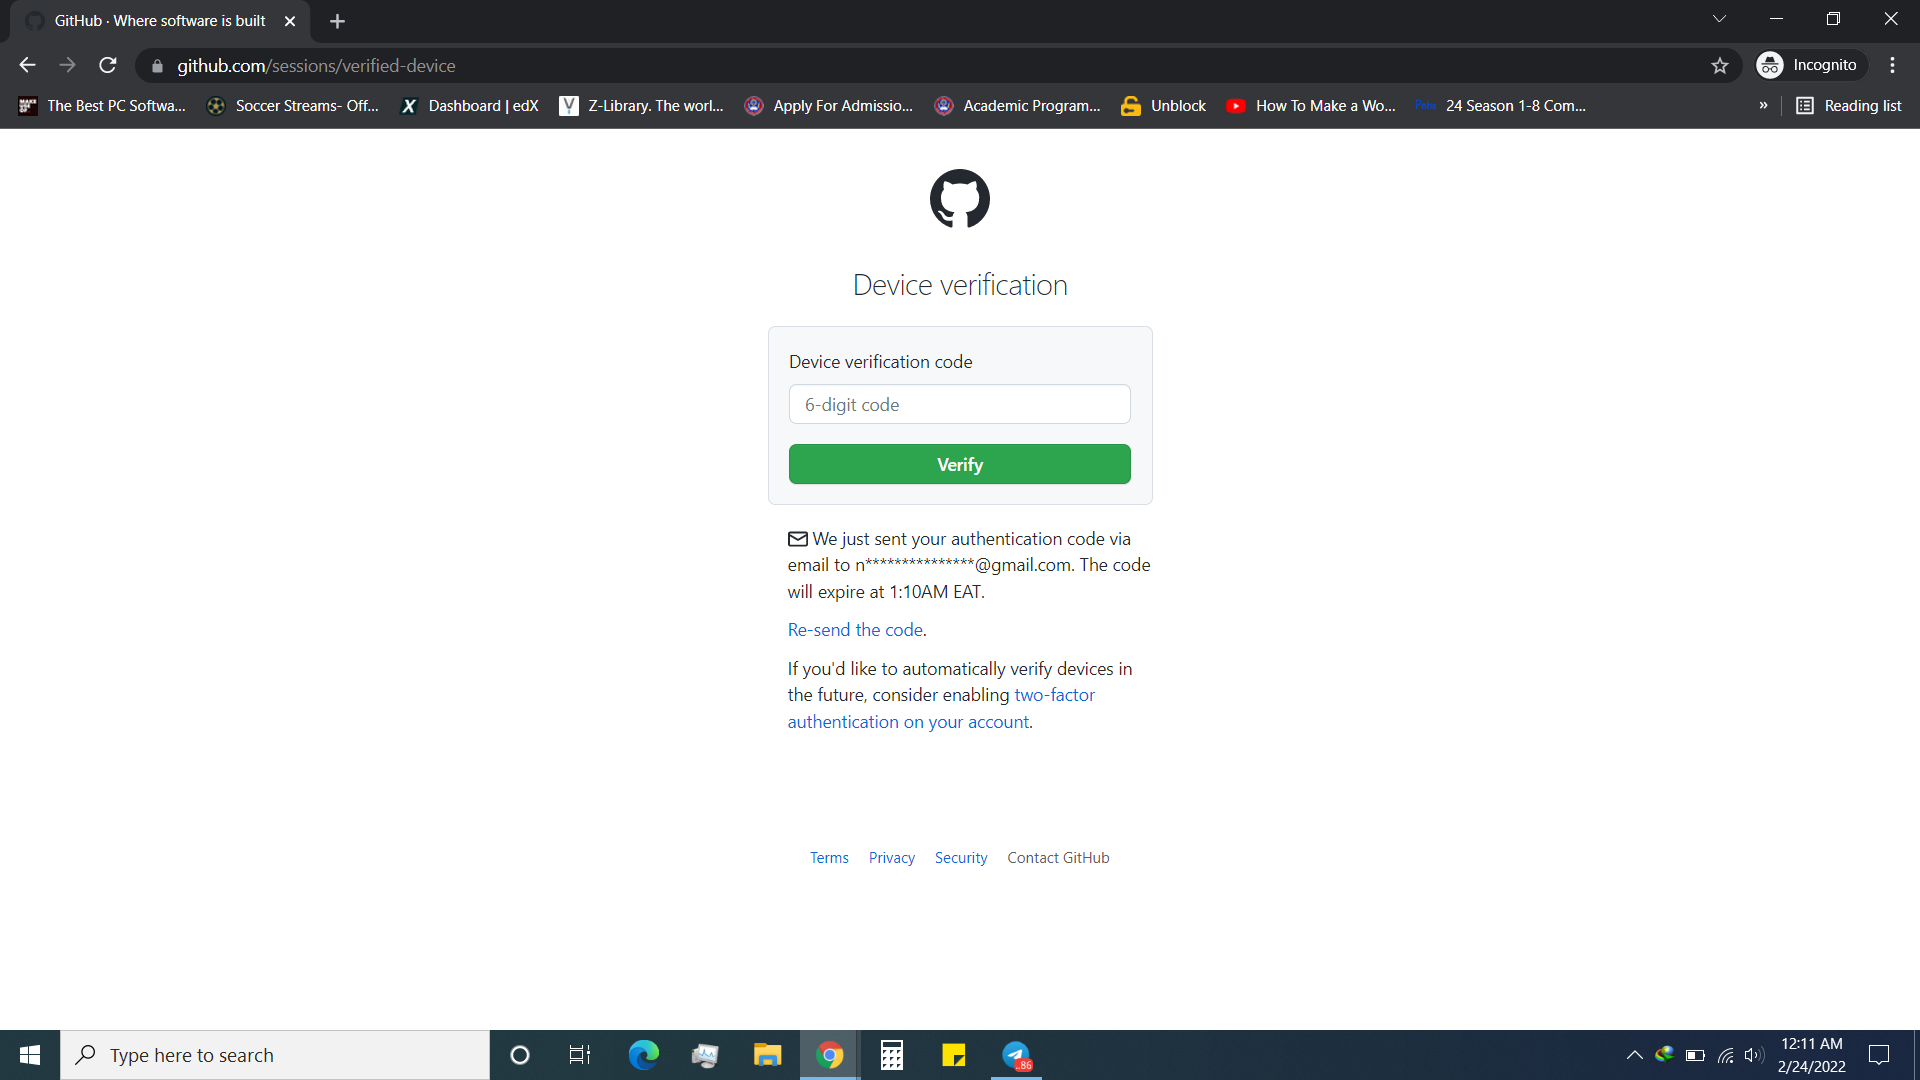 GitHub · Where software is built
github.com/sessions/verified-device
Incognito
The Best PC Softwa...
Soccer Streams- Off...
Dashboard | edX
Z-Library. The worl...
Apply For Admissio...
Academic Program...
Unblock
How To Make a Wo...
24 Season 1-8 Com...
»
Reading list
Device verification
Device verification code
6-digit code
Verify
We just sent your authentication code via
email to n***************@gmail.com. The code
will expire at 1:10AM EAT.
Re-send the code.
If you'd like to automatically verify devices in
the future, consider enabling two-factor
authentication on your account.
Terms Privacy Security Contact GitHub
Type here to search
..86
12:11 AM
2/24/2022